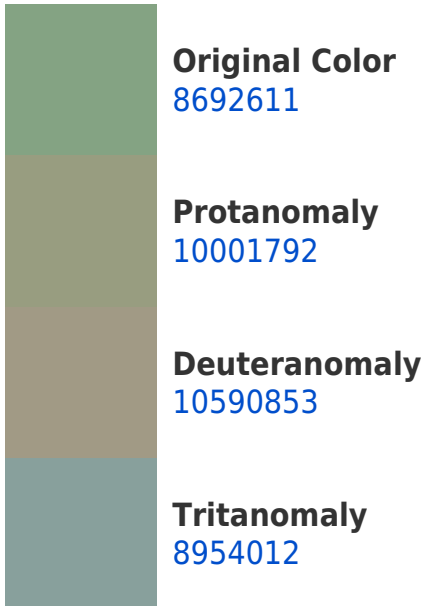 Original Color
8692611
Protanomaly
10001792
Deuteranomaly
10590853
Tritanomaly
8954012